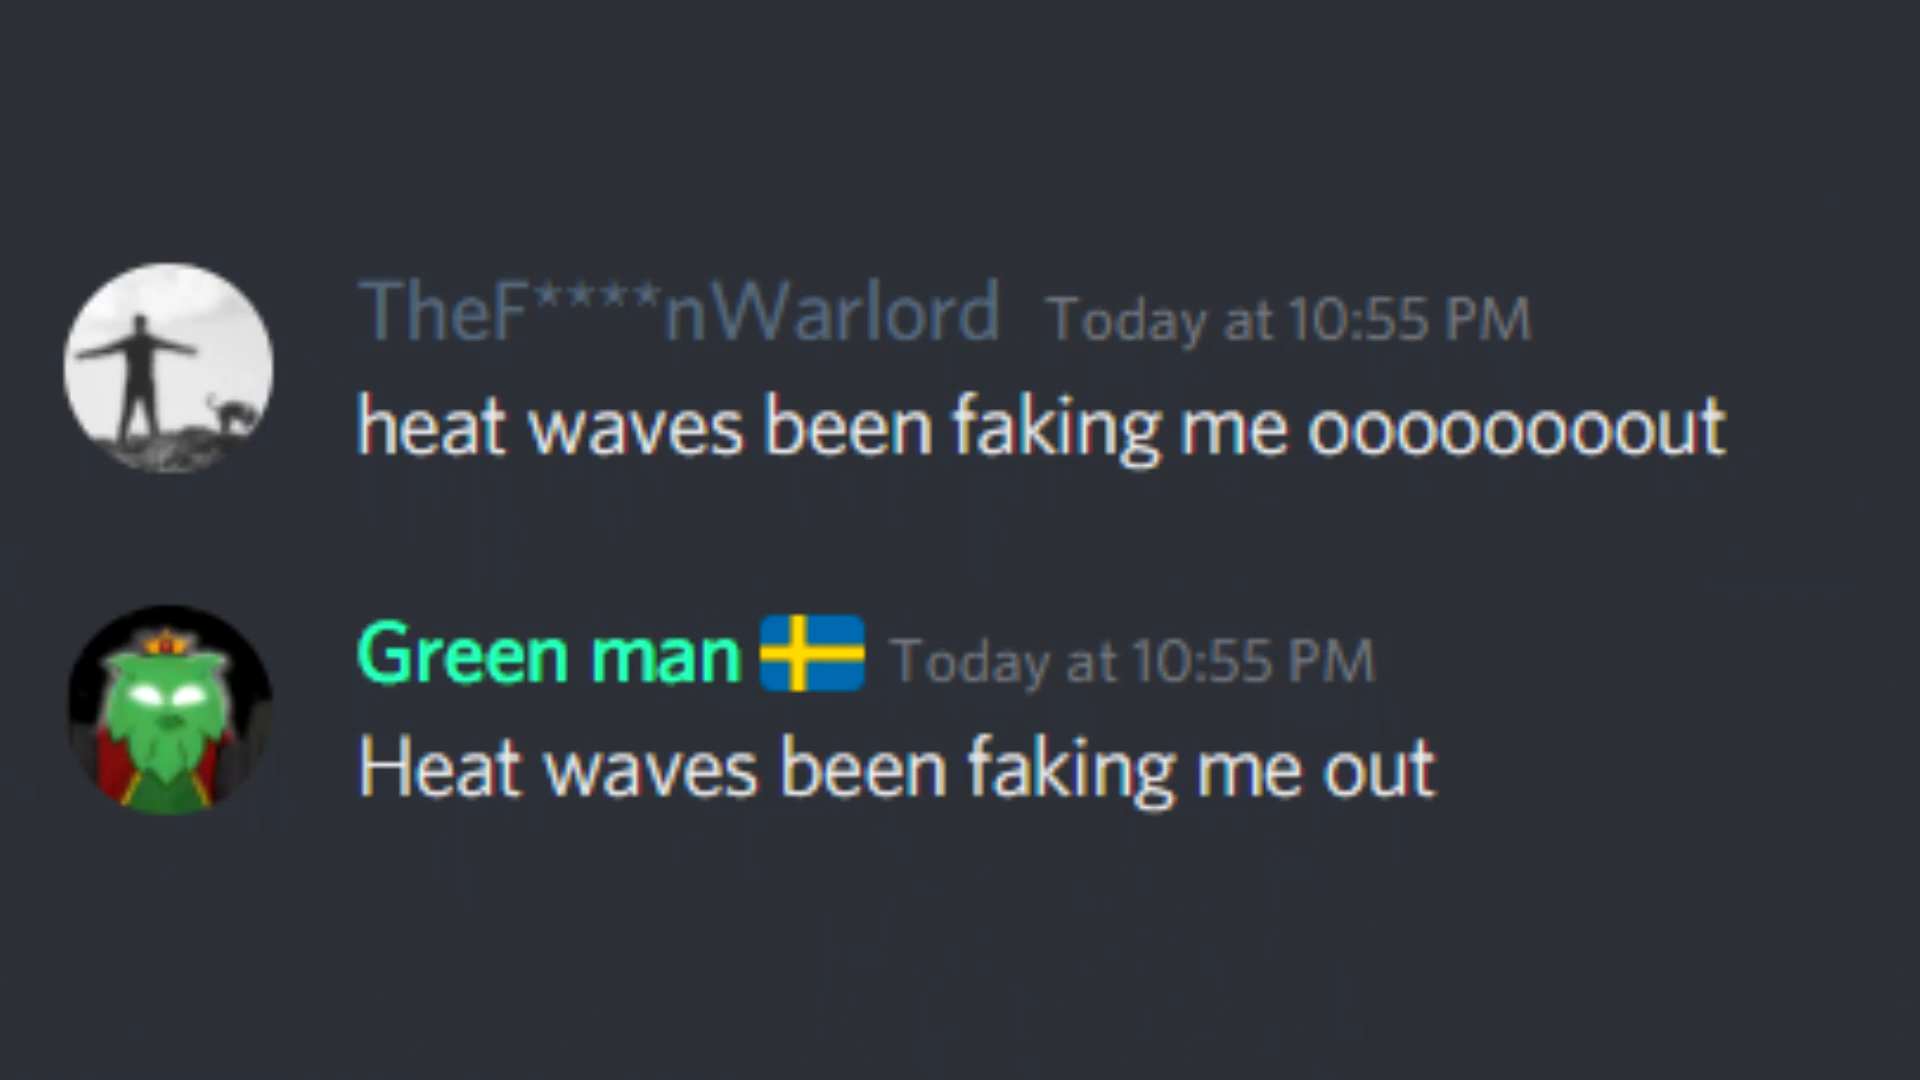 TheF****nWarlord Today at 10:55 PM
heat waves been faking me ooooooooout
Green man Today at 10:55 PM
Heat waves been faking me out